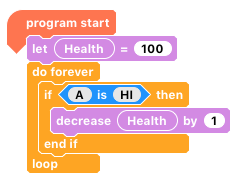 program start
let Health = 100
do forever
if A is HI then
decrease Health by 1
end if
loop